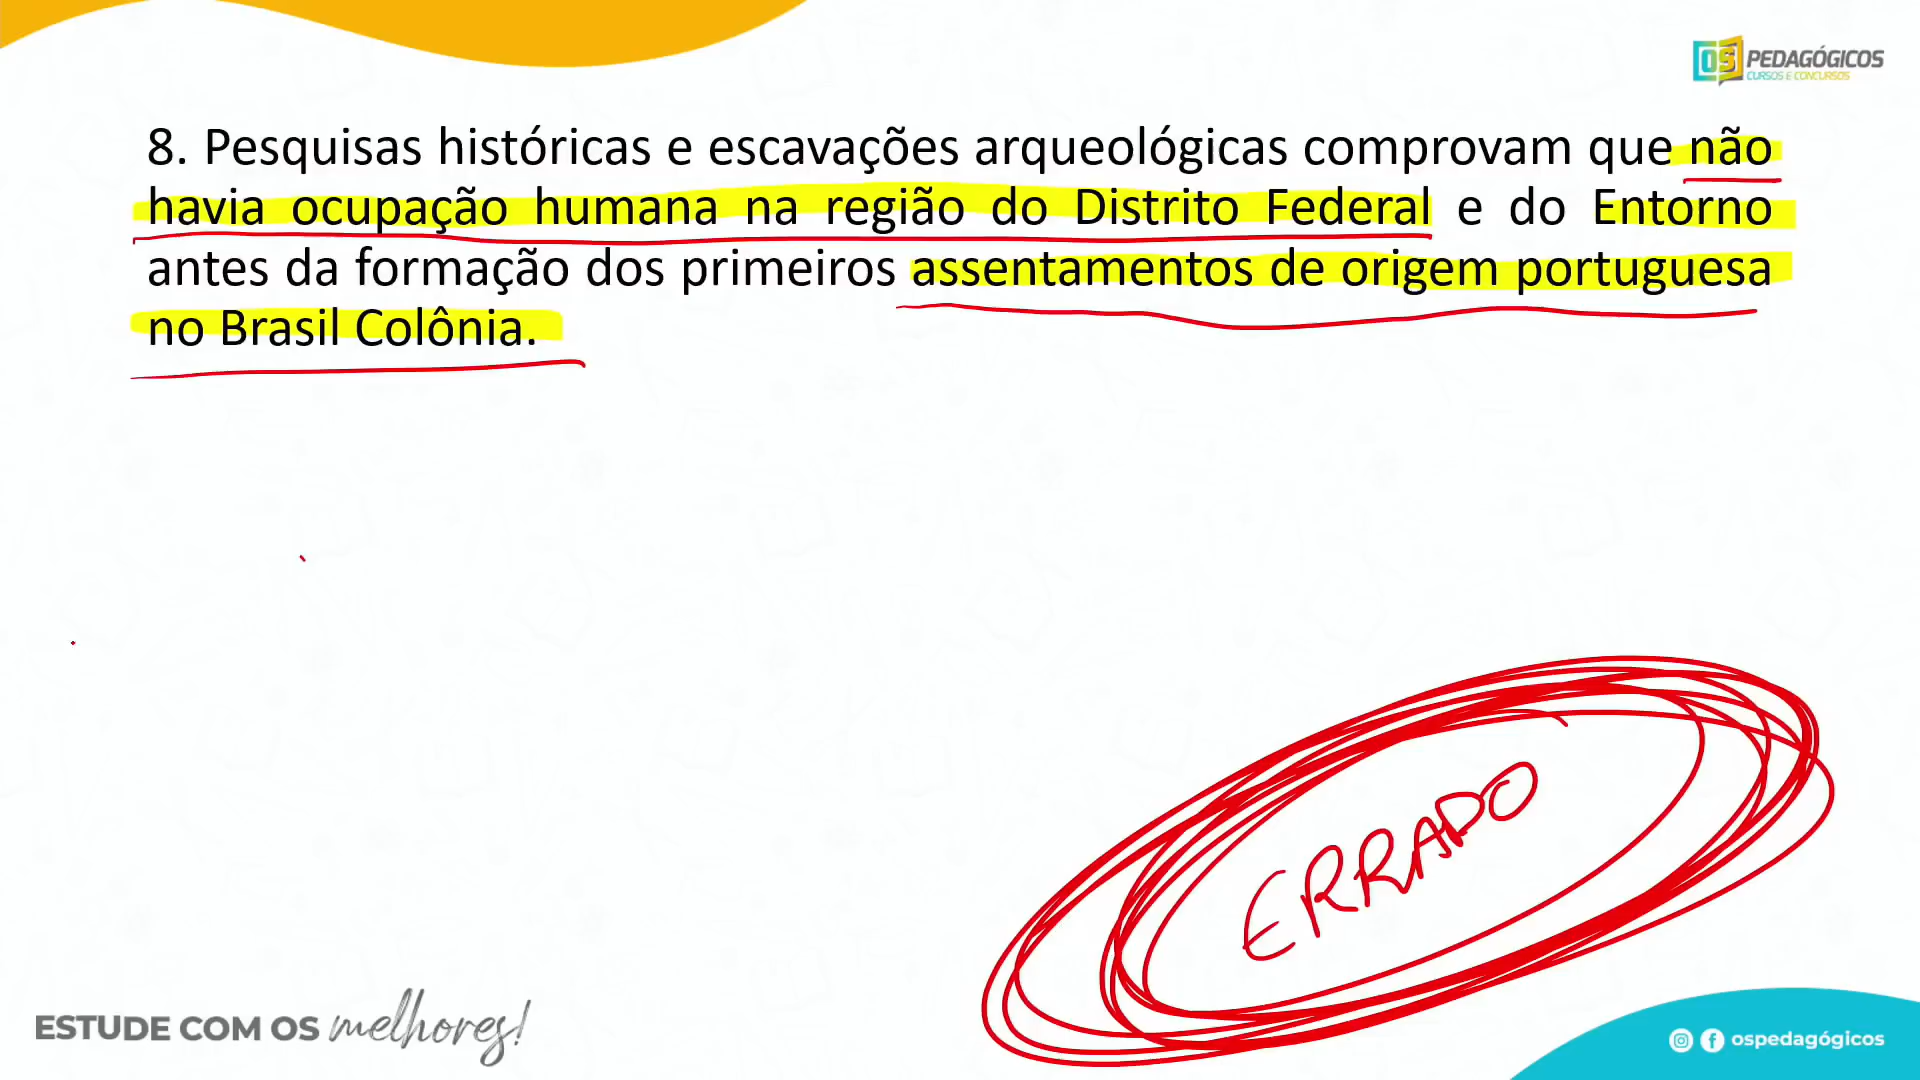 OS PEDAGÓGICOS
CURSOS E CONCURSOS
8. Pesquisas históricas e escavações arqueológicas comprovam que não
havia ocupação humana na região do Distrito Federal e do Entorno
antes da formação dos primeiros assentamentos de origem portuguesa
no Brasil Colônia.
ERRADO
ESTUDE COM OS melhores!
ospedagógicos